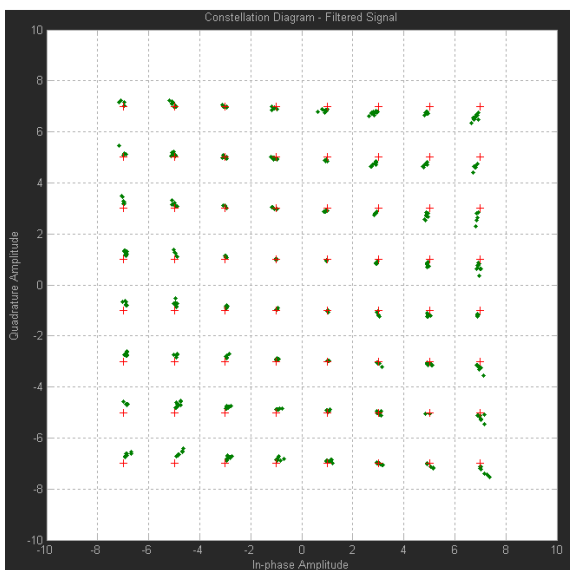 Constellation Diagram - Filtered Signal
10
8
6
4
2
0
-2
-4
-6
-8
-10
Quadrature Amplitude
-10 -8 -6 -4 -2 0 2 4 6 8 10
In-phase Amplitude